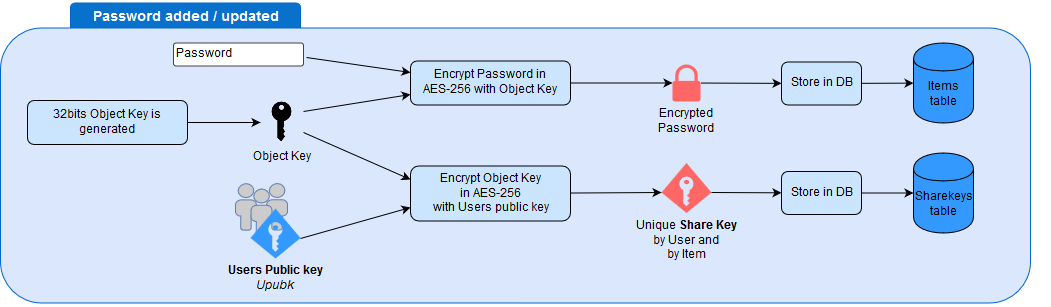 Password added / updated
Password
Encrypt Password in
AES-256 with Object Key
Store in DB
Items
table
Encrypted
Password
32bits Object Key is
generated
Object Key
Encrypt Object Key
in AES-256
with Users public key
Store in DB
Sharekeys
table
Unique Share Key
by User and
by Item
Users Public key
Upubk